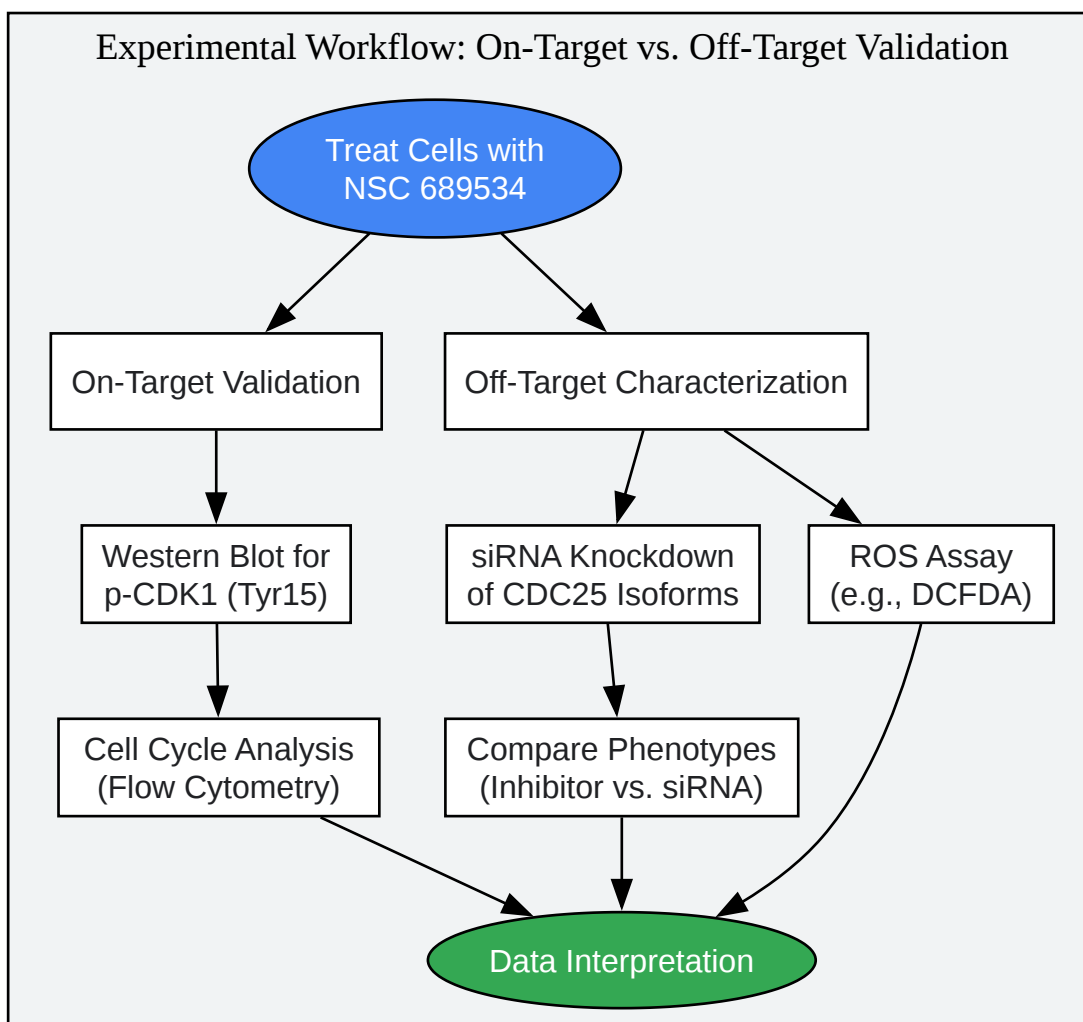 Experimental Workflow: On-Target vs. Off-Target Validation
Treat Cells with
NSC 689534
On-Target Validation
Off-Target Characterization
Western Blot for
p-CDK1 (Tyr15)
siRNA Knockdown
of CDC25 Isoforms
ROS Assay
(e.g., DCFDA)
Cell Cycle Analysis
(Flow Cytometry)
Compare Phenotypes
(Inhibitor vs. siRNA)
Data Interpretation